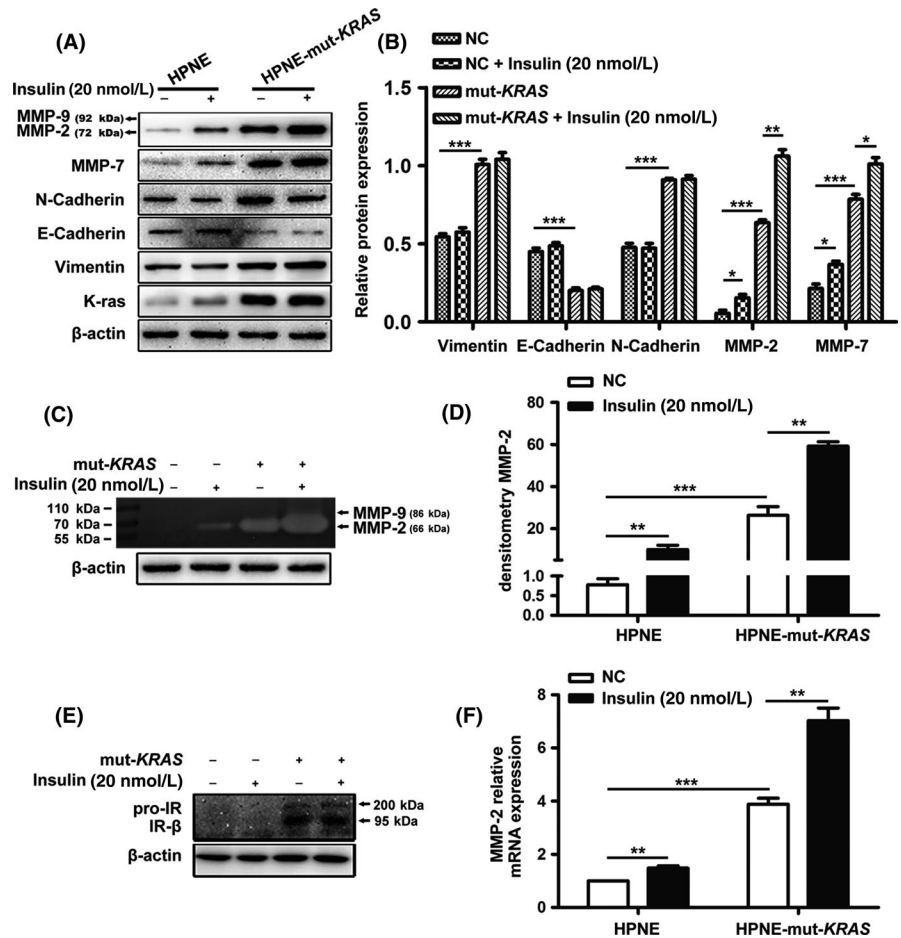 (A)
HPNE
HPNE-mut-KRAS
Insulin (20 nmol/L) – + – +
MMP-9 (92 kDa)
MMP-2 (72 kDa)
MMP-7
N-Cadherin
E-Cadherin
Vimentin
K-ras
β-actin
(B)
NC
NC + Insulin (20 nmol/L)
mut-KRAS
mut-KRAS + Insulin (20 nmol/L)
Relative protein expression
1.5
1.0
0.5
0.0
*** *** *** * *** ** * *** *
Vimentin E-Cadherin N-Cadherin MMP-2 MMP-7
(C)
mut-KRAS – – + +
Insulin (20 nmol/L) – + – +
110 kDa
70 kDa
55 kDa
MMP-9 (86 kDa)
MMP-2 (66 kDa)
β-actin
(D)
NC
Insulin (20 nmol/L)
densitometry MMP-2
80
60
40
20
1.0
0.5
0.0
** *** **
HPNE HPNE-mut-KRAS
(E)
mut-KRAS – – + +
Insulin (20 nmol/L) – + – +
pro-IR
IR-β
200 kDa
95 kDa
β-actin
(F)
NC
Insulin (20 nmol/L)
MMP-2 relative
mRNA expression
8
6
4
2
0
** *** **
HPNE HPNE-mut-KRAS